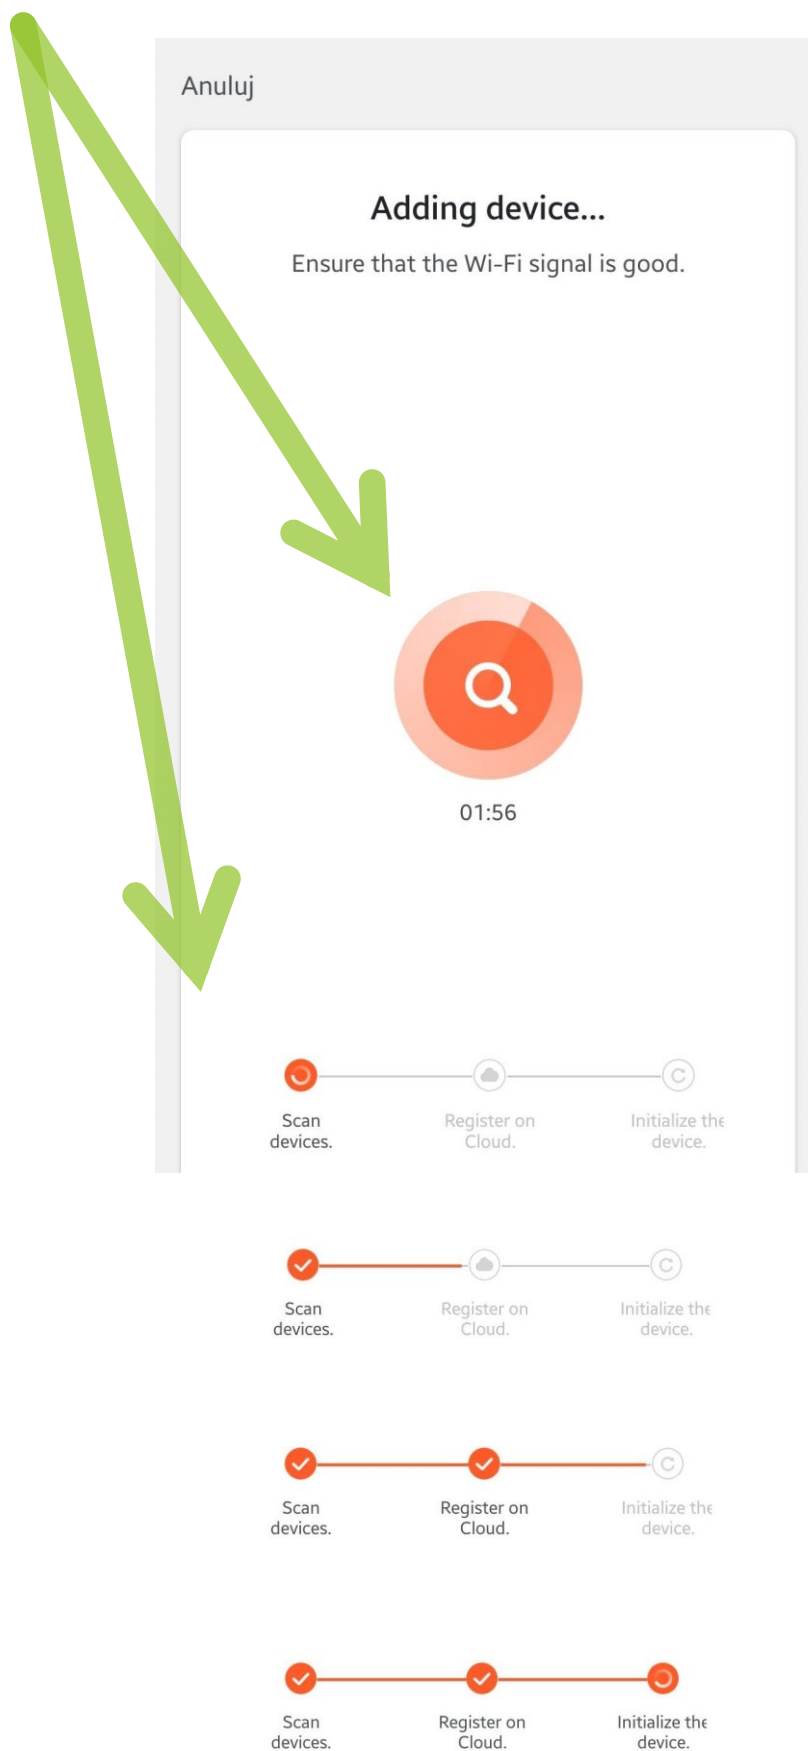 Anuluj
Adding device...
Ensure that the Wi-Fi signal is good.
01:56
Scan
devices.
Register on
Cloud.
Initialize the
device.
Scan
devices.
Register on
Cloud.
Initialize the
device.
Scan
devices.
Register on
Cloud.
Initialize the
device.
Scan
devices.
Register on
Cloud.
Initialize the
device.